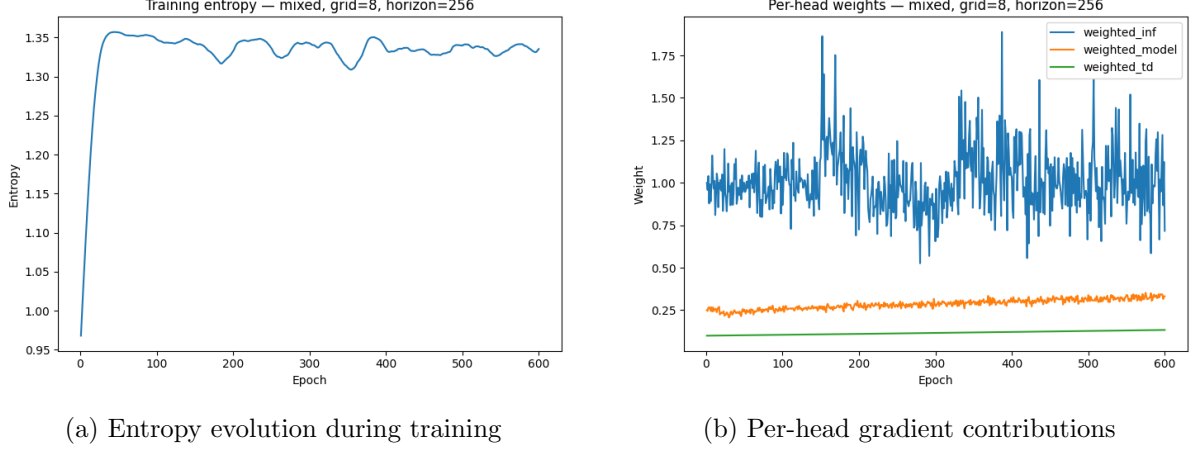 Training entropy — mixed, grid=8, horizon=256
1.35
1.30
1.25
1.20
1.15
1.10
1.05
1.00
0.95
Entropy
0
100
200
300
400
500
600
Epoch
(a) Entropy evolution during training
Per-head weights — mixed, grid=8, horizon=256
weighted_inf
weighted_model
weighted_td
1.75
1.50
1.25
1.00
0.75
0.50
0.25
Weight
0
100
200
300
400
500
600
Epoch
(b) Per-head gradient contributions